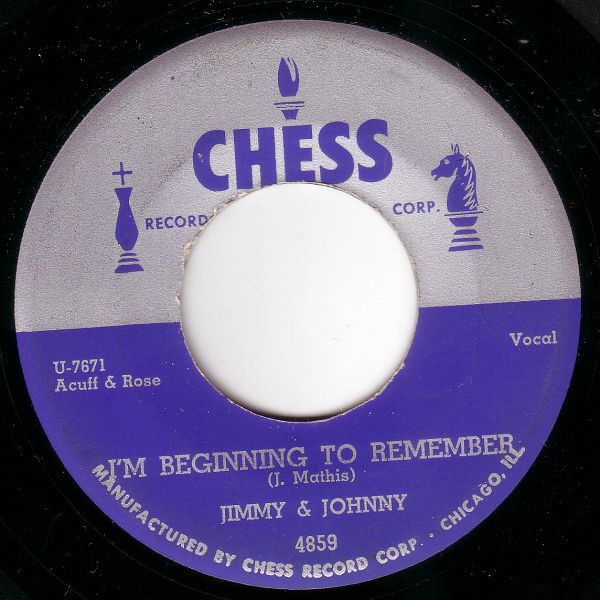 CHESS
RECORD CORP.
U-7671
Acuff & Rose
Vocal
I'M BEGINNING TO REMEMBER
(J. Mathis)
JIMMY & JOHNNY
4859
MANUFACTURED BY CHESS RECORD CORP. · CHICAGO, ILL